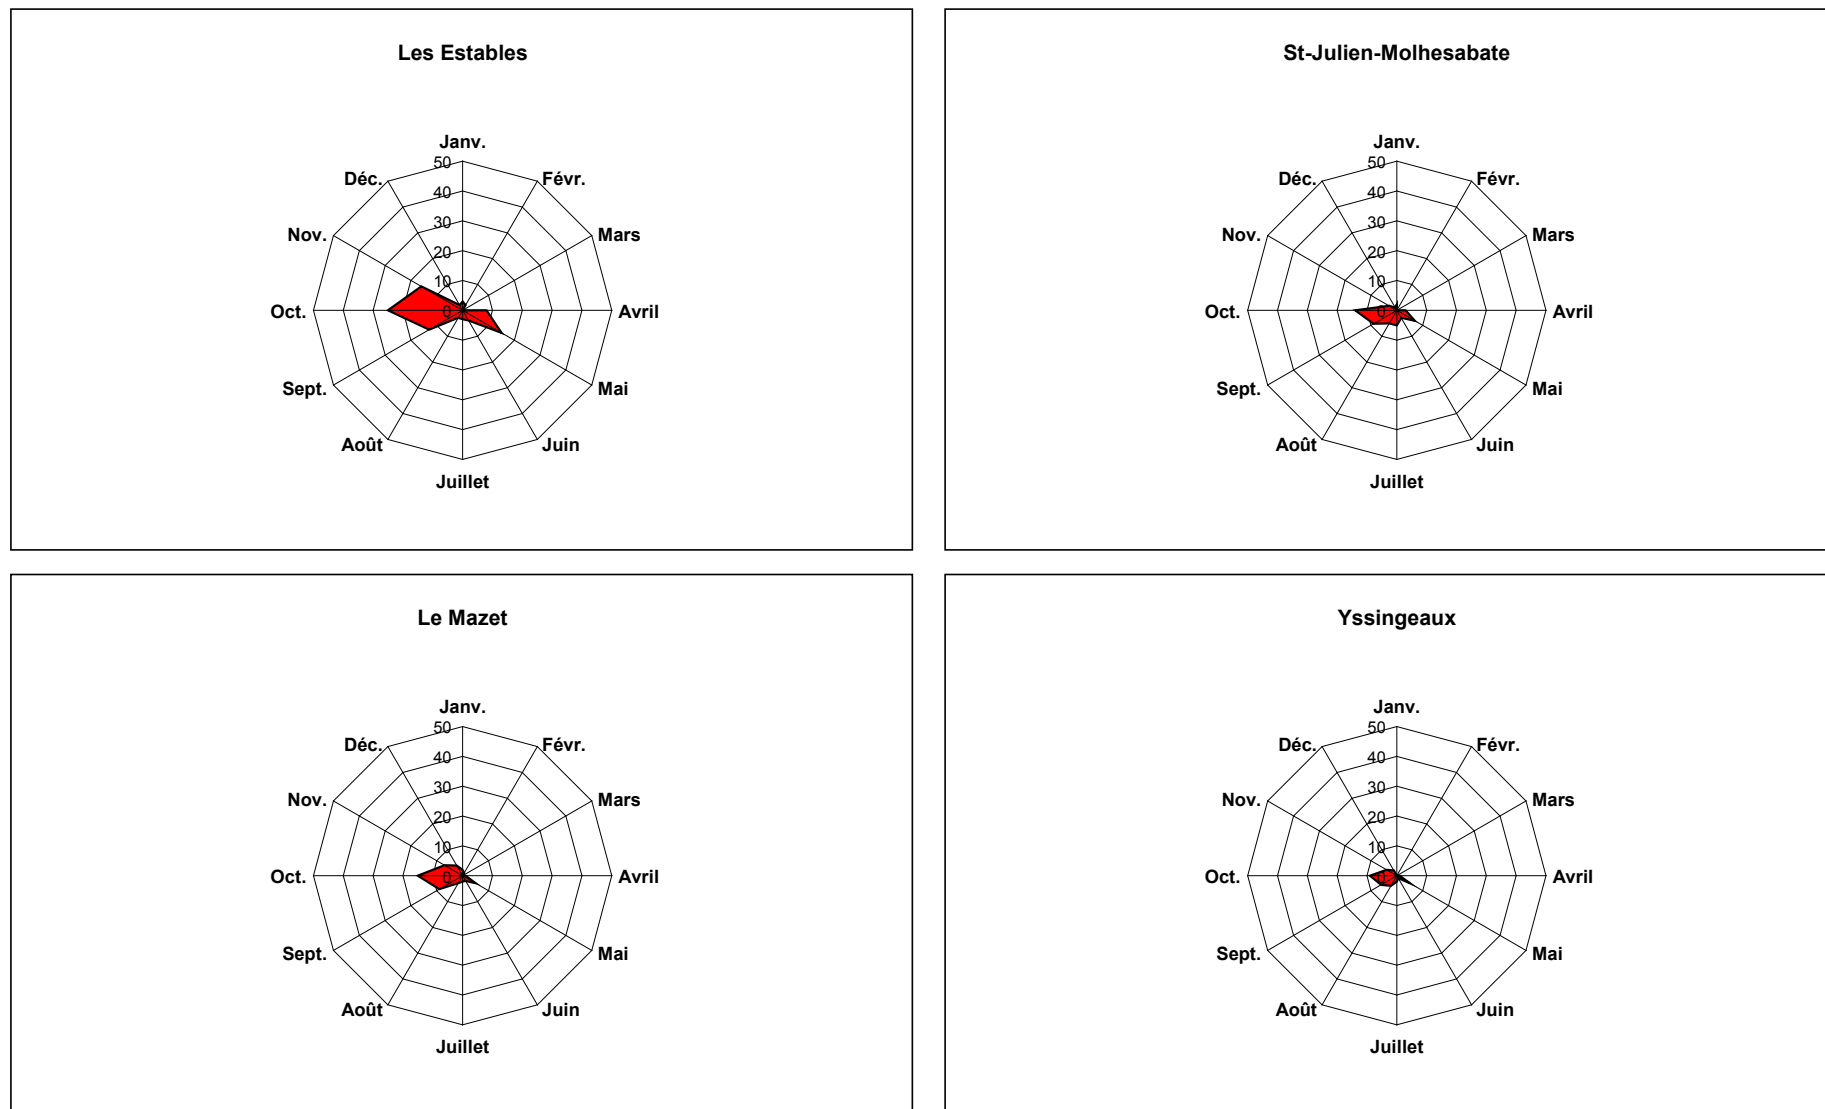 Les Estables
Janv.
50
Déc.
Févr.
40
30
Nov.
Mars
20
10
Oct.
0
Avril
Sept.
Mai
Août
Juin
Juillet
St-Julien-Molhesabate
Janv.
50
Déc.
Févr.
40
30
Nov.
Mars
20
10
Oct.
0
Avril
Sept.
Mai
Août
Juin
Juillet
Le Mazet
Janv.
50
Déc.
Févr.
40
30
Nov.
Mars
20
10
Oct.
0
Avril
Sept.
Mai
Août
Juin
Juillet
Yssingeaux
Janv.
50
Déc.
Févr.
40
30
Nov.
Mars
20
10
Oct.
0
Avril
Sept.
Mai
Août
Juin
Juillet